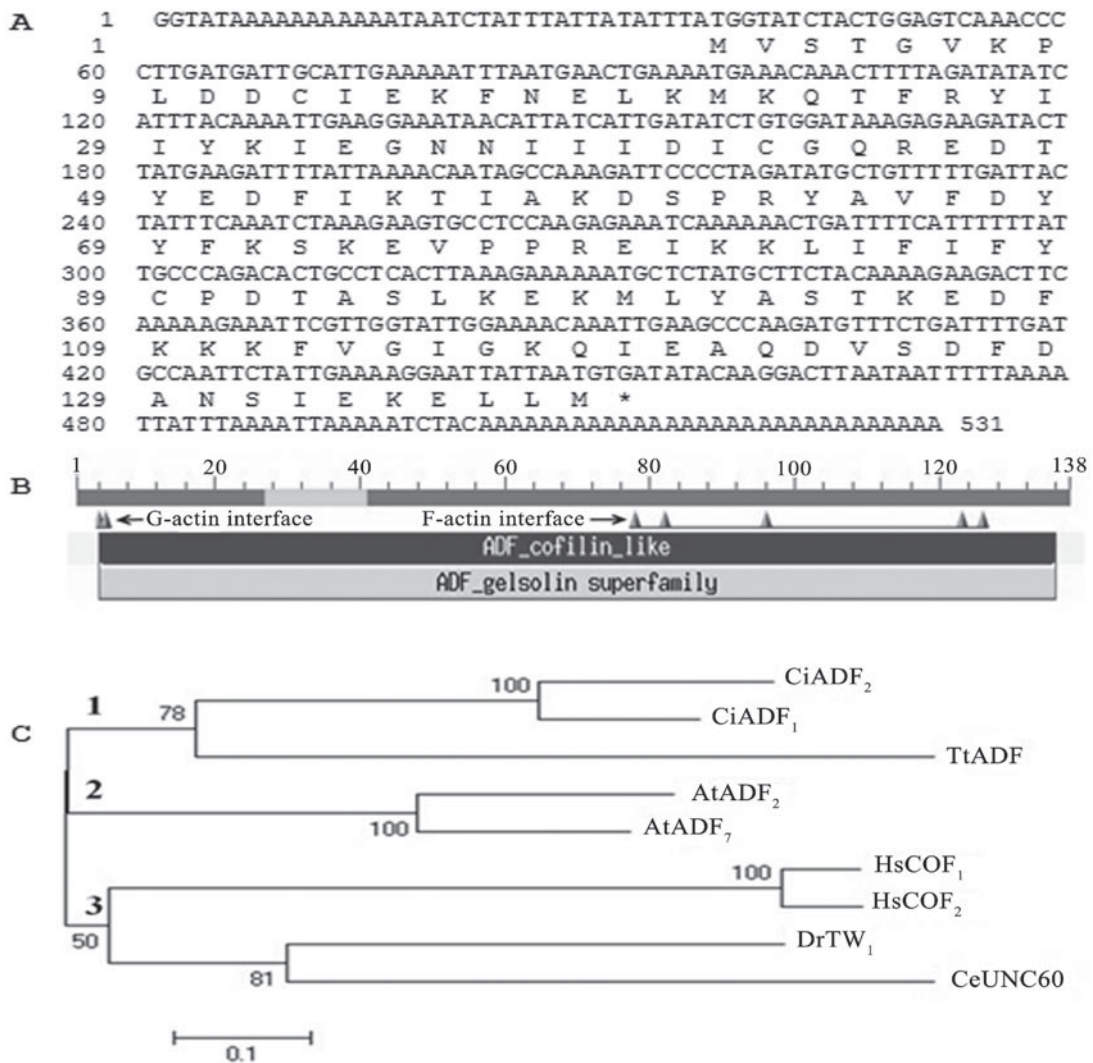 A 1 GGTATAAAAAAAAAAATAATCTATTTATTATATTTATGGTATCTACTGGAGTCAAACCC
1 M V S T G V K P
60 CTTGATGATTGCATTGAAAAATTTAATGAACTGAAAATGAAACAAACTTTTAGATATATC
9 L D D C I E K F N E L K M K Q T F R Y I
120 ATTTACAAAATTGAAGGAAATAACATTATCATTGATATCTGTGGATAAAGAGAAGATACT
29 I Y K I E G N N I I I D I C G Q R E D T
180 TATGAAGATTTTATTAAAACAATAGCCAAAGATTCCCCTAGATATGCTGTTTTTGATTAC
49 Y E D F I K T I A K D S P R Y A V F D Y
240 TATTTCAAATCTAAAGAAGTGCCTCCAAGAGAAATCAAAAAACTGATTTTCATTTTTTAT
69 Y F K S K E V P P R E I K K L I F I F Y
300 TGCCCAGACACTGCCTCACTTAAAGAAAAAATGCTCTATGCTTCTACAAAAGAAGACTTC
89 C P D T A S L K E K M L Y A S T K E D F
360 AAAAAGAAATTCGTTGGTATTGGAAAACAAATTGAAGCCCAAGATGTTTCTGATTTTGAT
109 K K K F V G I G K Q I E A Q D V S D F D
420 GCCAATTCTATTGAAAAGGAATTATTAATGTGATATACAAGGACTTAATAATTTTTAAAA
129 A N S I E K E L L M *
480 TTATTTAAAATTAAAAATCTACAAAAAAAAAAAAAAAAAAAAAAAAAAAAAA 531
B 1 20 40 60 80 100 120 138
G-actin interface F-actin interface
ADF_cofilin_like
ADF_gelsolin superfamily
C
1
2
3
78
100
CiADF2
CiADF1
TtADF
100
AtADF2
AtADF7
50
100
HsCOF1
HsCOF2
81
DrTW1
CeUNC60
0.1